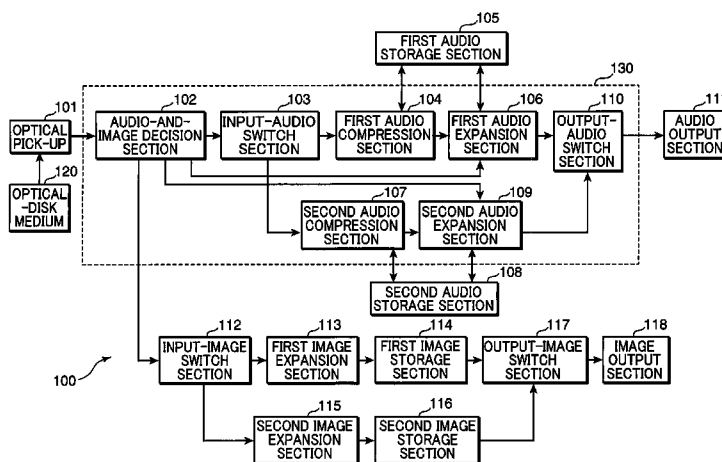 105
FIRST AUDIO
STORAGE SECTION
130
101
OPTICAL
PICK-UP
102
AUDIO-AND-
IMAGE DECISION
SECTION
103
INPUT-AUDIO
SWITCH
SECTION
104
FIRST AUDIO
COMPRESSION
SECTION
106
FIRST AUDIO
EXPANSION
SECTION
110
OUTPUT-
AUDIO
SWITCH
SECTION
111
AUDIO
OUTPUT
SECTION
120
OPTICAL
-DISK
MEDIUM
107
SECOND AUDIO
COMPRESSION
SECTION
109
SECOND AUDIO
EXPANSION
SECTION
108
SECOND AUDIO
STORAGE SECTION
112
INPUT-IMAGE
SWITCH
SECTION
113
FIRST IMAGE
EXPANSION
SECTION
114
FIRST IMAGE
STORAGE
SECTION
117
OUTPUT-IMAGE
SWITCH
SECTION
118
IMAGE
OUTPUT
SECTION
100
115
SECOND IMAGE
EXPANSION
SECTION
116
SECOND IMAGE
STORAGE
SECTION